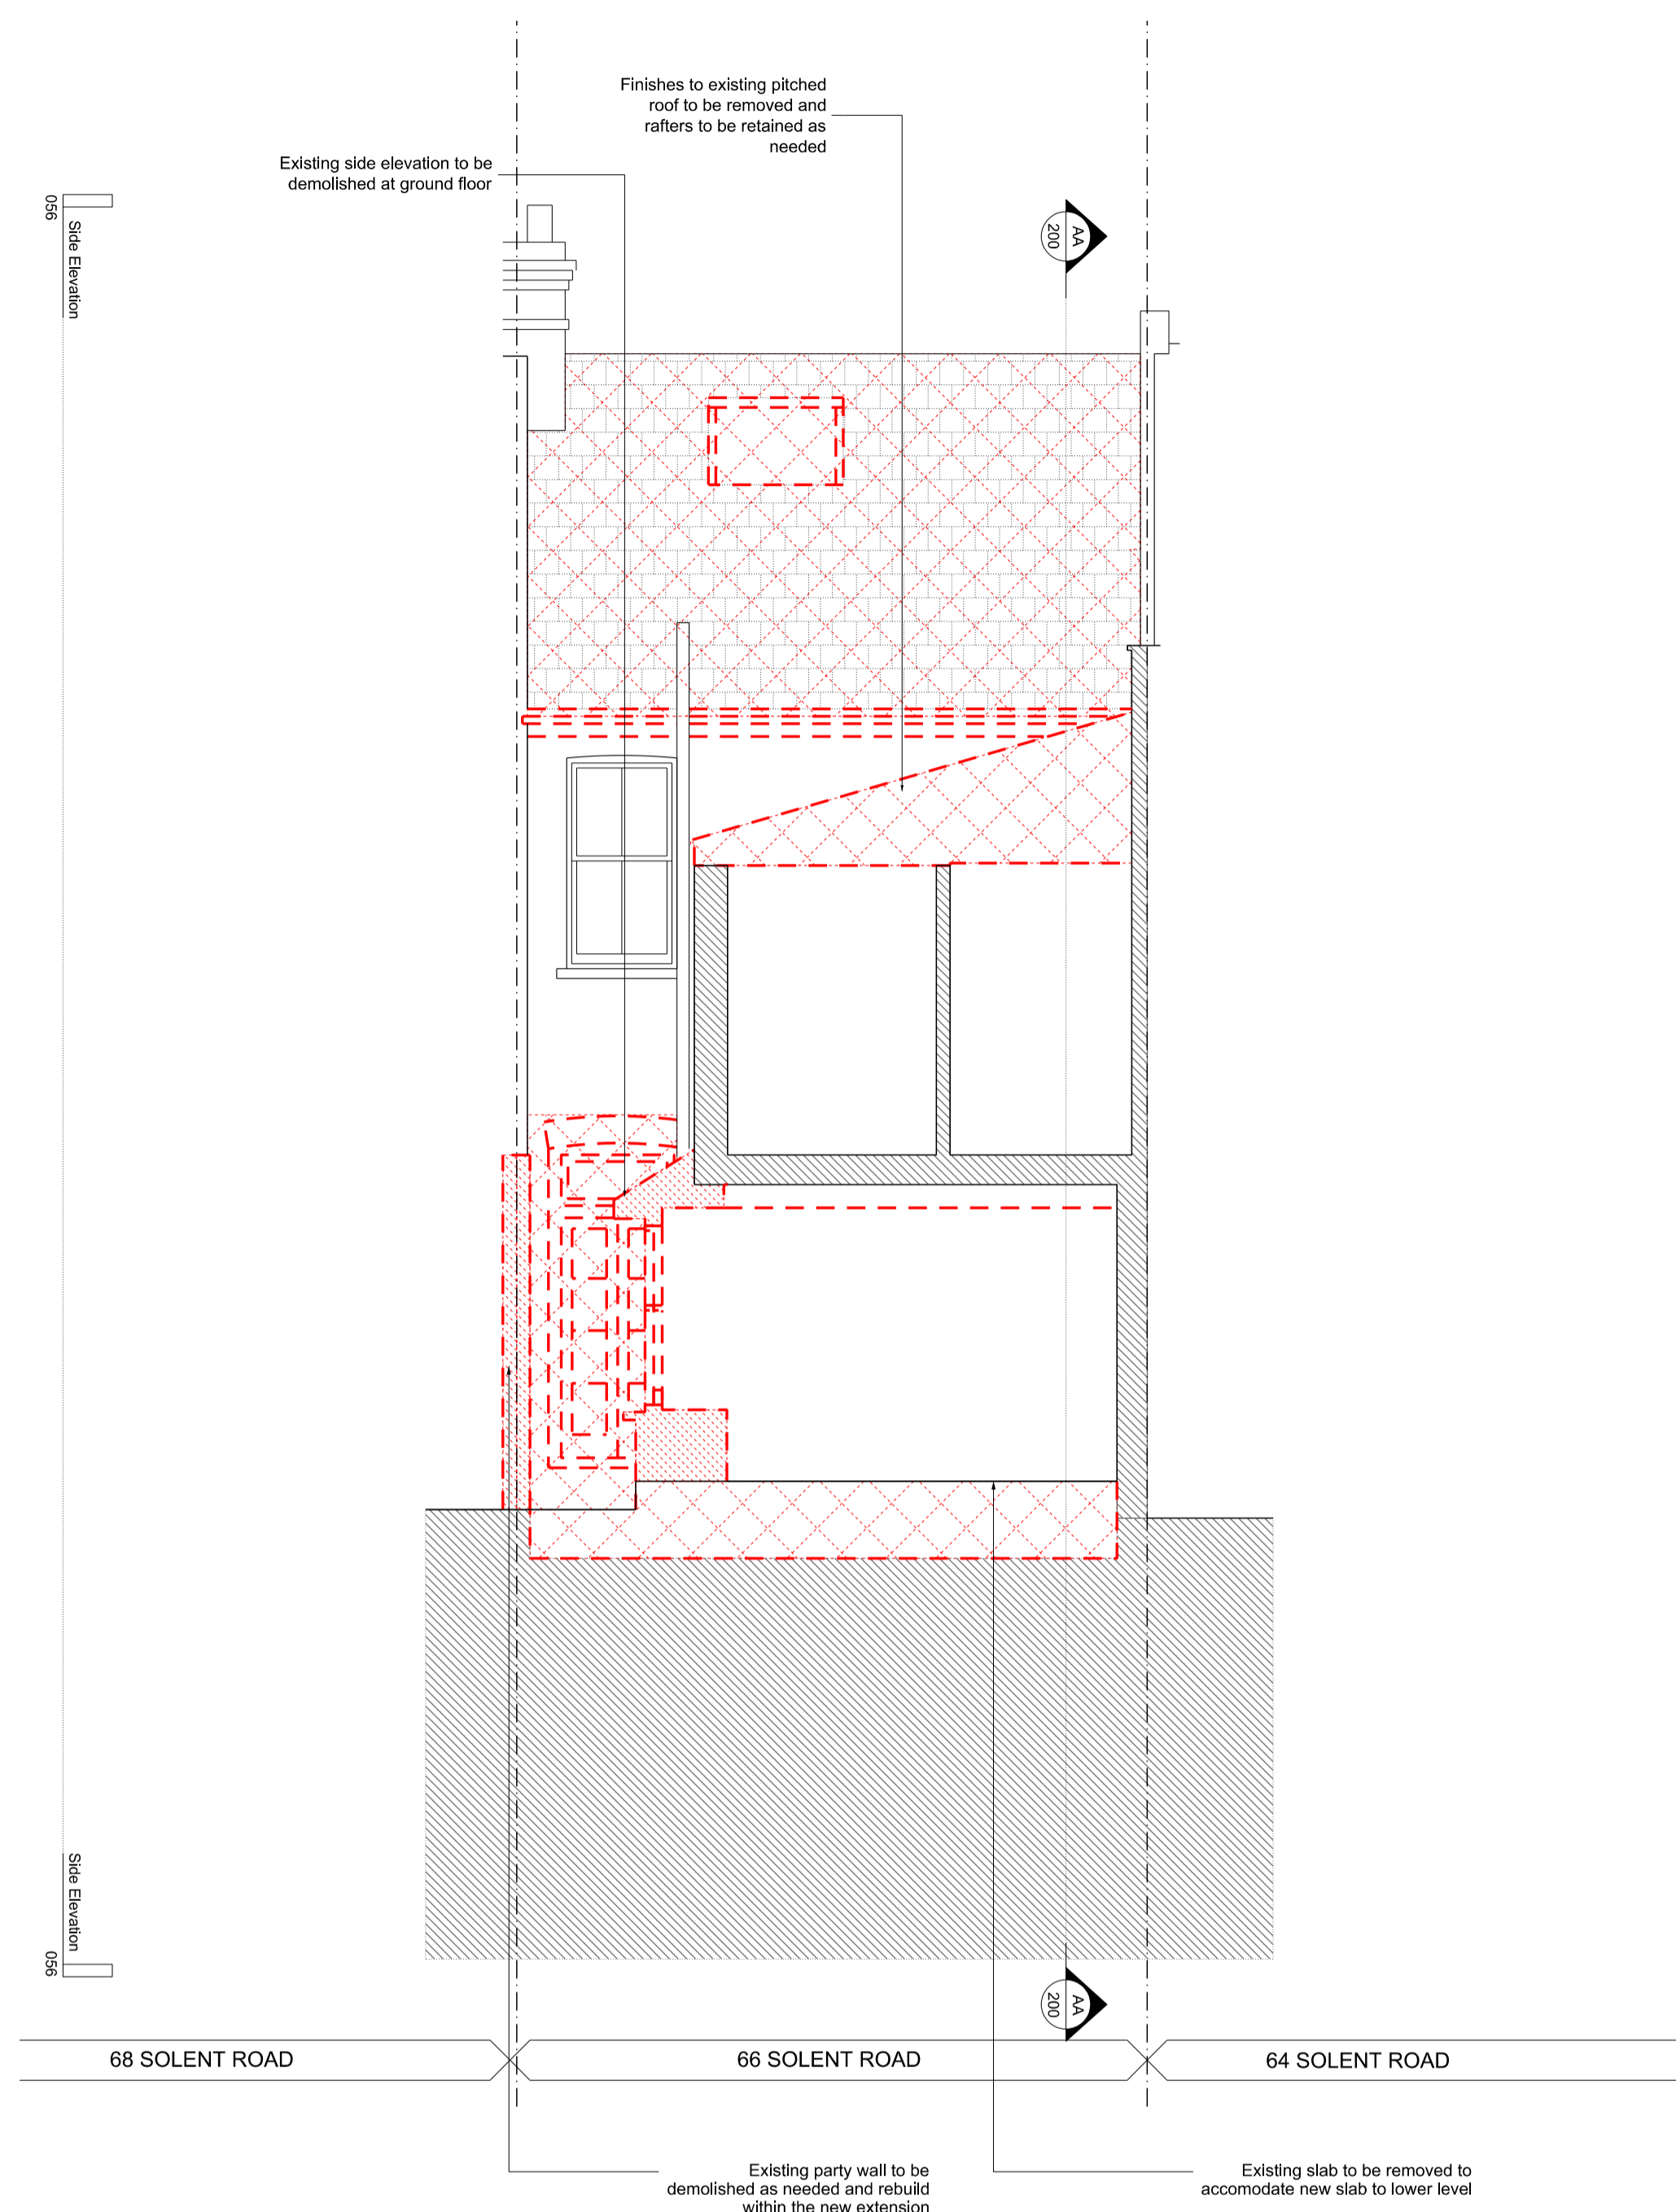 Finishes to existing pitched
roof to be removed and
rafters to be retained as
needed
Existing side elevation to be
demolished at ground floor
056
Side Elevation
AA
200
Side Elevation
056
AA
200
68 SOLENT ROAD
66 SOLENT ROAD
64 SOLENT ROAD
Existing party wall to be
demolished as needed and rebuild
within the new extension
Existing slab to be removed to
accomodate new slab to lower level